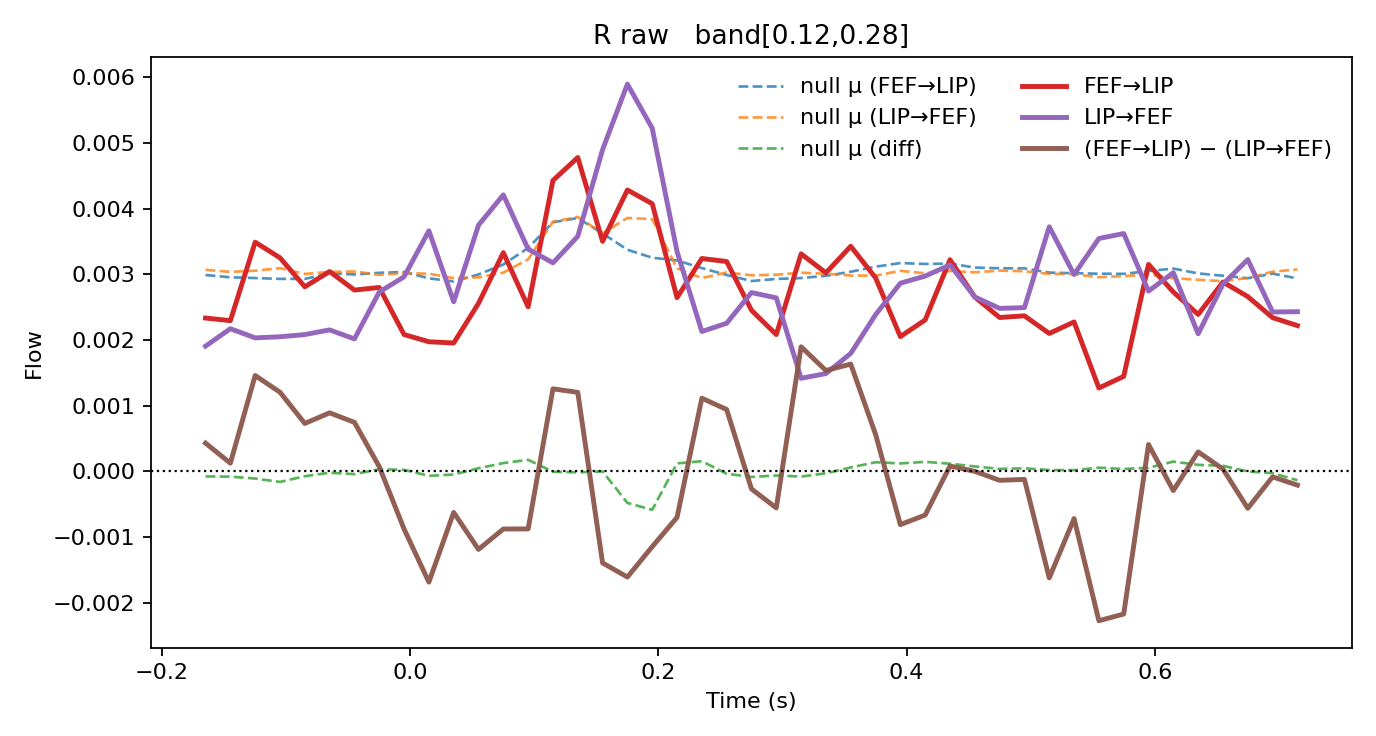 R raw   band[0.12,0.28]
0.006
0.005
0.004
0.003
0.002
0.001
0.000
−0.001
−0.002
Flow
null μ (FEF→LIP)
null μ (LIP→FEF)
null μ (diff)
FEF→LIP
LIP→FEF
(FEF→LIP) − (LIP→FEF)
−0.2
0.0
0.2
0.4
0.6
Time (s)